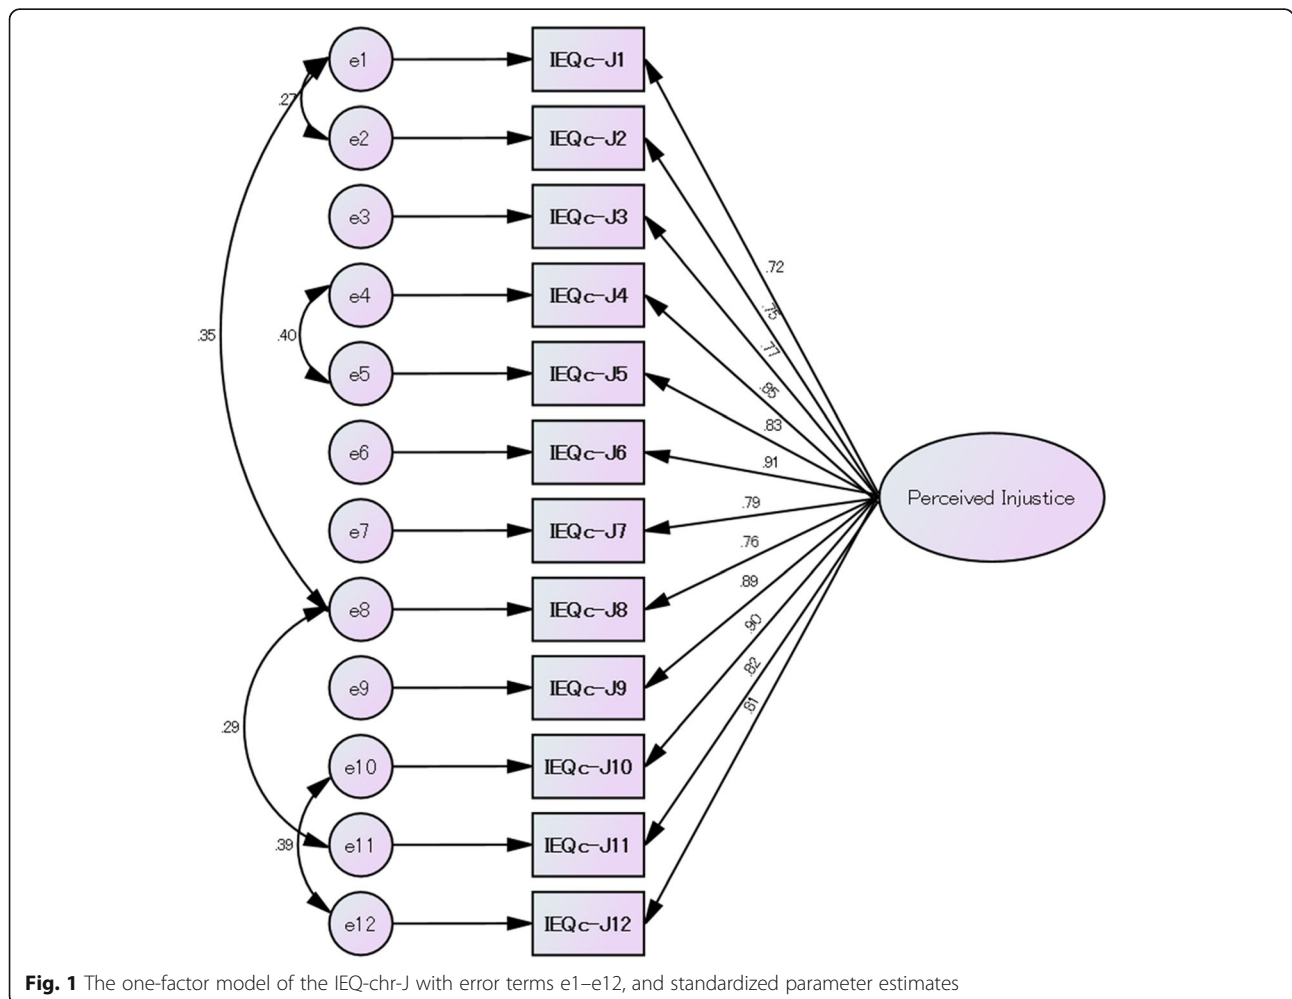 e1 IEQc-J1
.27
e2 IEQc-J2
e3 IEQc-J3
.72
e4 IEQc-J4
.75
.35 .40
.77
e5 IEQc-J5
.85
.83
e6 IEQc-J6
.91
Perceived Injustice
.79
e7 IEQc-J7
.76
.89
e8 IEQc-J8
.90
.82
e9 IEQc-J9
.81
.29
e10 IEQc-J10
.39
e11 IEQc-J11
e12 IEQc-J12
Fig. 1 The one-factor model of the IEQ-chr-J with error terms e1–e12, and standardized parameter estimates